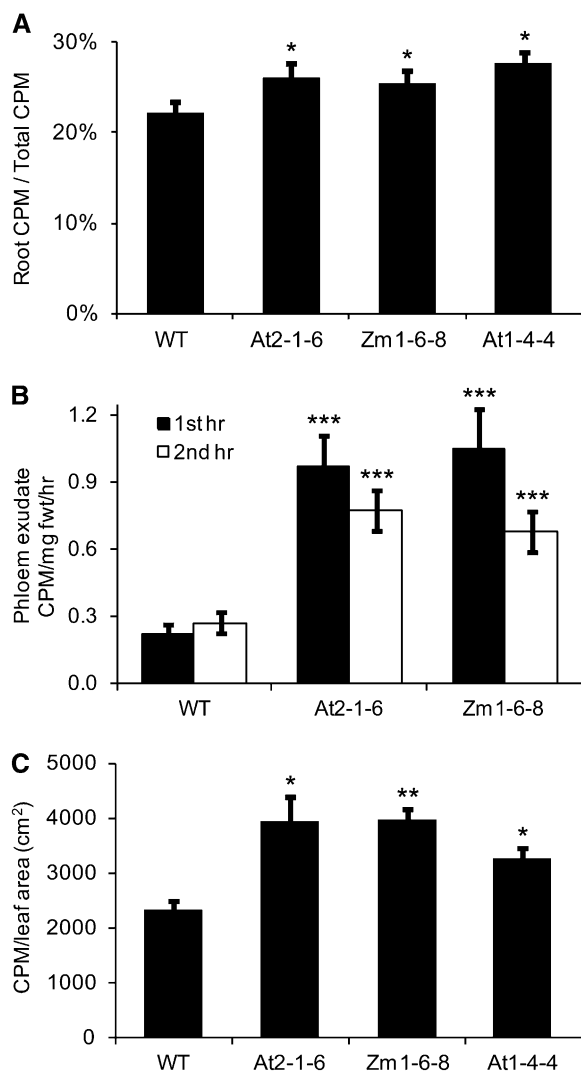 A
Root CPM / Total CPM
30%
20%
10%
0%
*
*
*
WT
At2-1-6
Zm1-6-8
At1-4-4
B
Phloem exudate
CPM/mg fwt/hr
1.2
0.9
0.6
0.3
0.0
1st hr
2nd hr
***
***
***
***
WT
At2-1-6
Zm1-6-8
C
CPM/leaf area (cm²)
5000
4000
3000
2000
1000
0
*
**
*
WT
At2-1-6
Zm1-6-8
At1-4-4